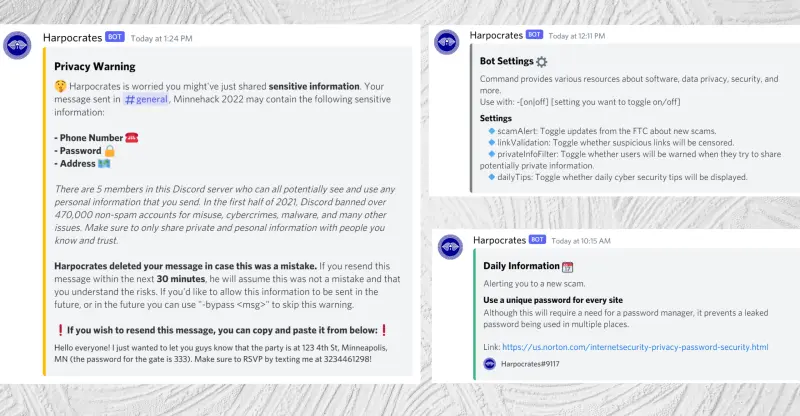 Harpocrates BOT Today at 1:24 PM
Privacy Warning
🤫 Harpocrates is worried you might've just shared sensitive information. Your
message sent in #general, Minnehack 2022 may contain the following sensitive
information:
- Phone Number ☎️
- Password 🔒
- Address 🗺️
There are 5 members in this Discord server who can all potentially see and use any
personal information that you send. In the first half of 2021, Discord banned over
470,000 non-spam accounts for misuse, cybercrimes, malware, and many other
issues. Make sure to only share private and pesonal information with people you
know and trust.
Harpocrates deleted your message in case this was a mistake. If you resend this
message within the next 30 minutes, he will assume this was not a mistake and that
you understand the risks. If you'd like to allow this information to be sent in the
future, or in the future you can use "-bypass <msg>" to skip this warning.
❗ If you wish to resend this message, you can copy and paste it from below: ❗
Hello everyone! I just wanted to let you guys know that the party is at 123 4th St, Minneapolis,
MN (the password for the gate is 333). Make sure to RSVP by texting me at 3234461298!
Harpocrates BOT Today at 12:11 PM
Bot Settings ⚙️
Command provides various resources about software, data privacy, security, and
more.
Use with: -[on|off] [setting you want to toggle on/off]
Settings
🔹 scamAlert: Toggle updates from the FTC about new scams.
🔹 linkValidation: Toggle whether suspicious links will be censored.
🔹 privateInfoFilter: Toggle whether users will be warned when they try to share
potentially private information.
🔹 dailyTips: Toggle whether daily cyber security tips will be displayed.
Harpocrates BOT Today at 10:15 AM
Daily Information 📆
Alerting you to a new scam.
Use a unique password for every site
Although this will require a need for a password manager, it prevents a leaked
password being used in multiple places.
Link: https://us.norton.com/internetsecurity-privacy-password-security.html
Harpocrates#9117